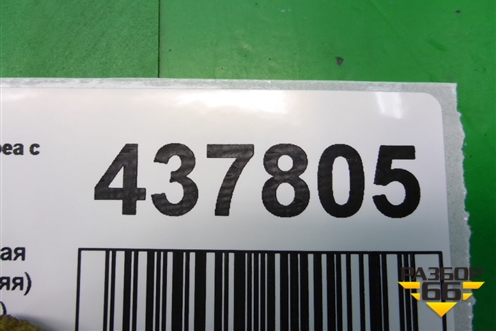 реа с
437805
ая
яя)
),
РАЗБОР
66